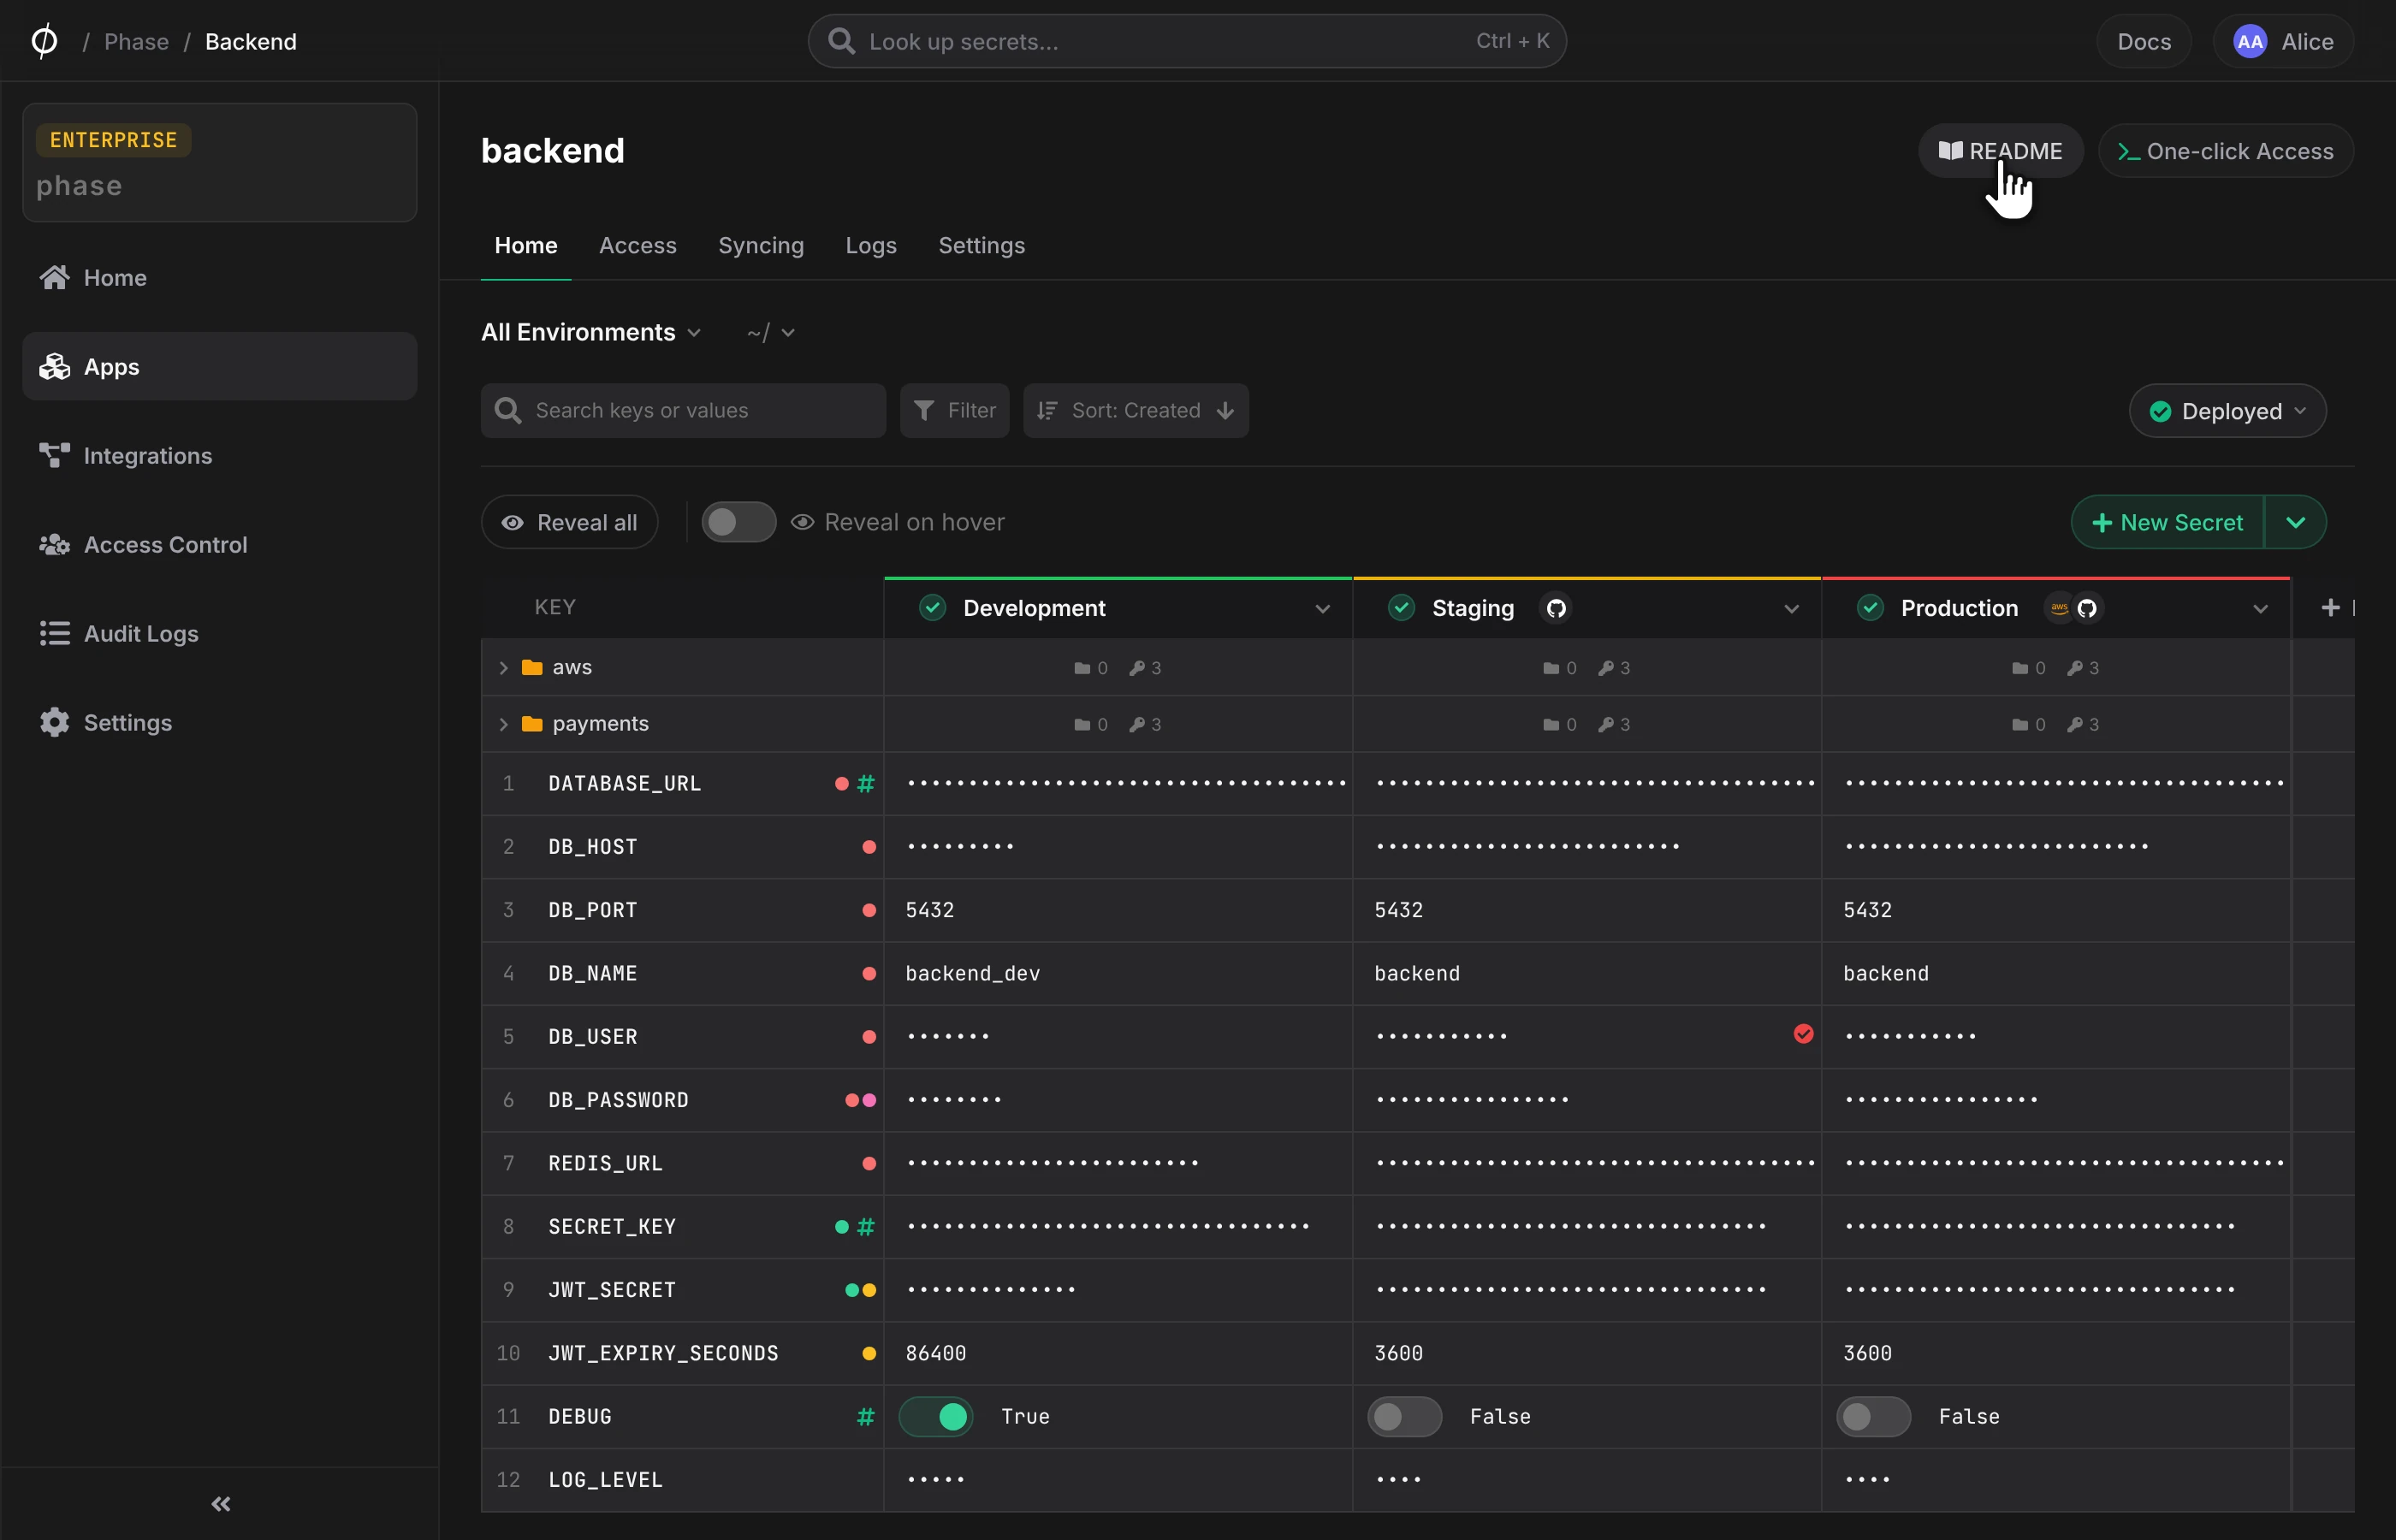 / Phase / Backend
Look up secrets... Ctrl + K
Docs
AA Alice
ENTERPRISE
phase
Home
Apps
Integrations
Access Control
Audit Logs
Settings
backend
README
One-click Access
Home Access Syncing Logs Settings
All Environments ~/
Search keys or values
Filter
Sort: Created
Deployed
Reveal all
Reveal on hover
New Secret
KEY Development Staging Production aws
aws 0 3 0 3 0 3
payments 0 3 0 3 0 3
1 DATABASE_URL #
2 DB_HOST
3 DB_PORT 5432 5432 5432
4 DB_NAME backend_dev backend backend
5 DB_USER
6 DB_PASSWORD
7 REDIS_URL
8 SECRET_KEY #
9 JWT_SECRET
10 JWT_EXPIRY_SECONDS 86400 3600 3600
11 DEBUG # True False False
12 LOG_LEVEL